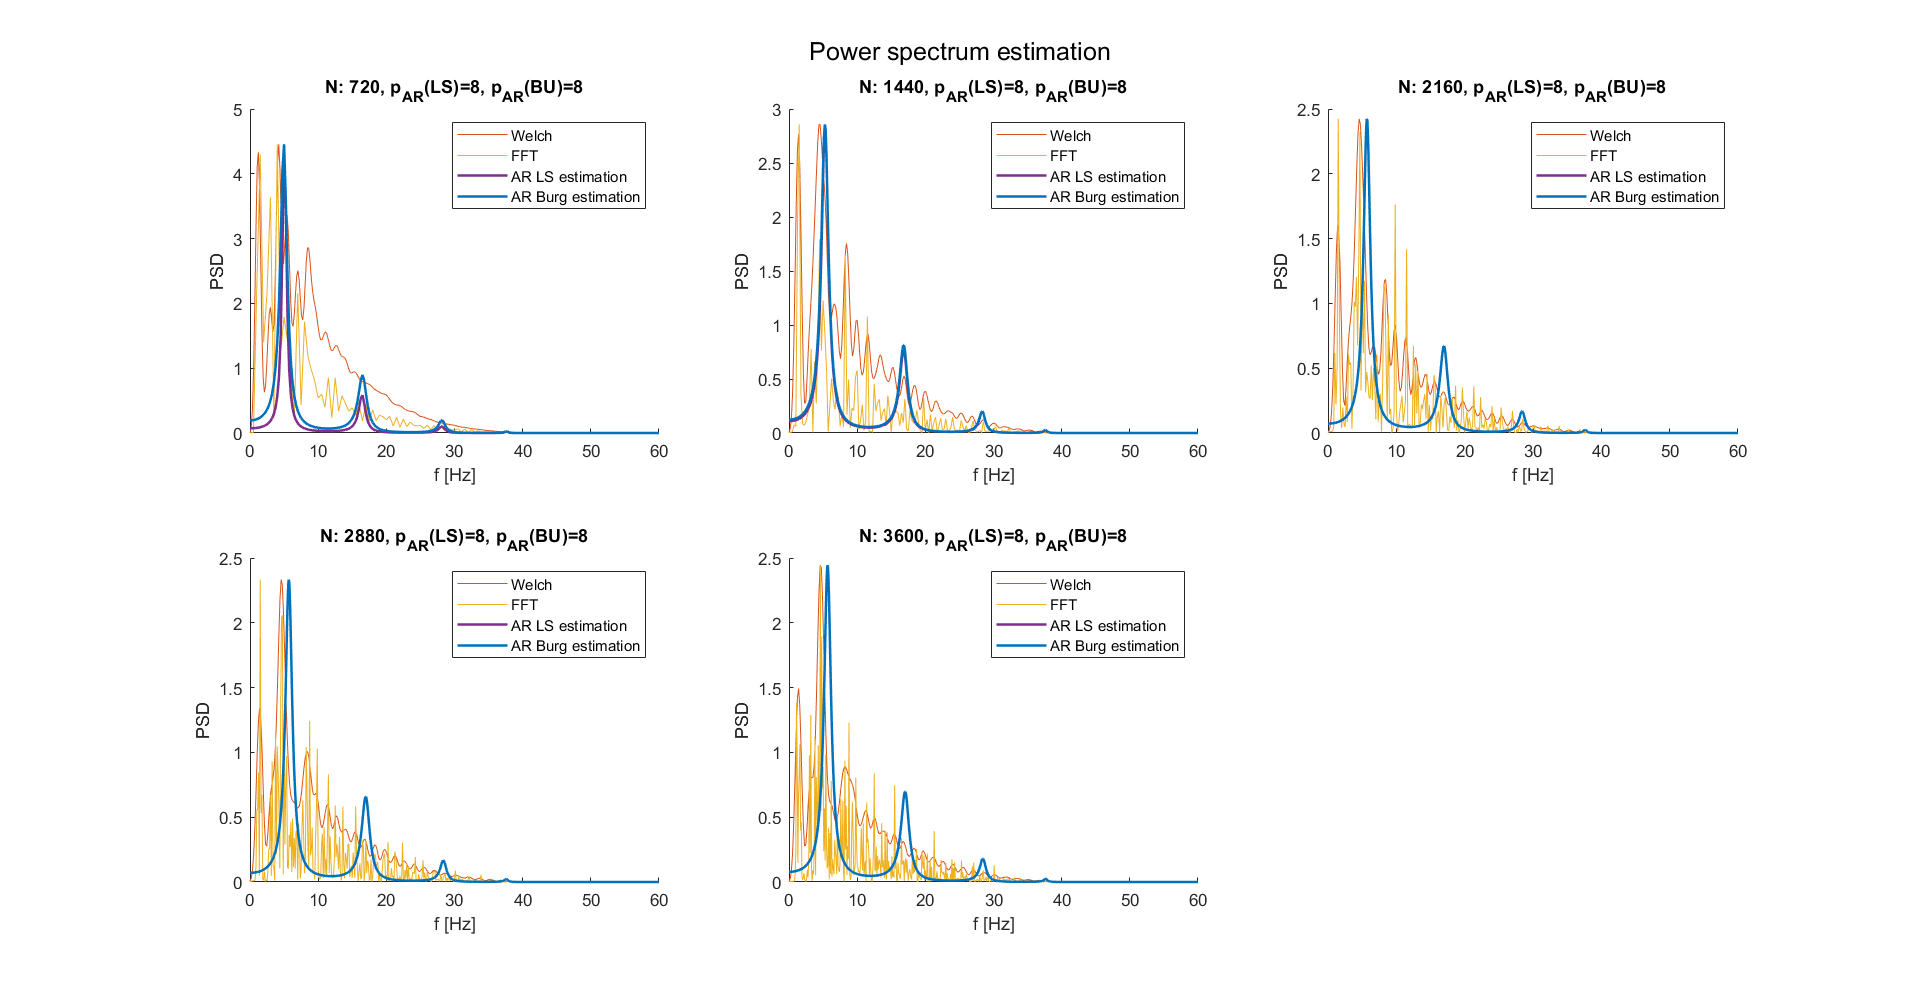 Power spectrum estimation
N: 720, pAR(LS)=8, pAR(BU)=8
5
4
3
2
1
0
PSD
Welch
FFT
AR LS estimation
AR Burg estimation
0 10 20 30 40 50 60
f [Hz]
N: 1440, pAR(LS)=8, pAR(BU)=8
3
2.5
2
1.5
1
0.5
0
PSD
Welch
FFT
AR LS estimation
AR Burg estimation
0 10 20 30 40 50 60
f [Hz]
N: 2160, pAR(LS)=8, pAR(BU)=8
2.5
2
1.5
1
0.5
0
PSD
Welch
FFT
AR LS estimation
AR Burg estimation
0 10 20 30 40 50 60
f [Hz]
N: 2880, pAR(LS)=8, pAR(BU)=8
2.5
2
1.5
1
0.5
0
PSD
Welch
FFT
AR LS estimation
AR Burg estimation
0 10 20 30 40 50 60
f [Hz]
N: 3600, pAR(LS)=8, pAR(BU)=8
2.5
2
1.5
1
0.5
0
PSD
Welch
FFT
AR LS estimation
AR Burg estimation
0 10 20 30 40 50 60
f [Hz]